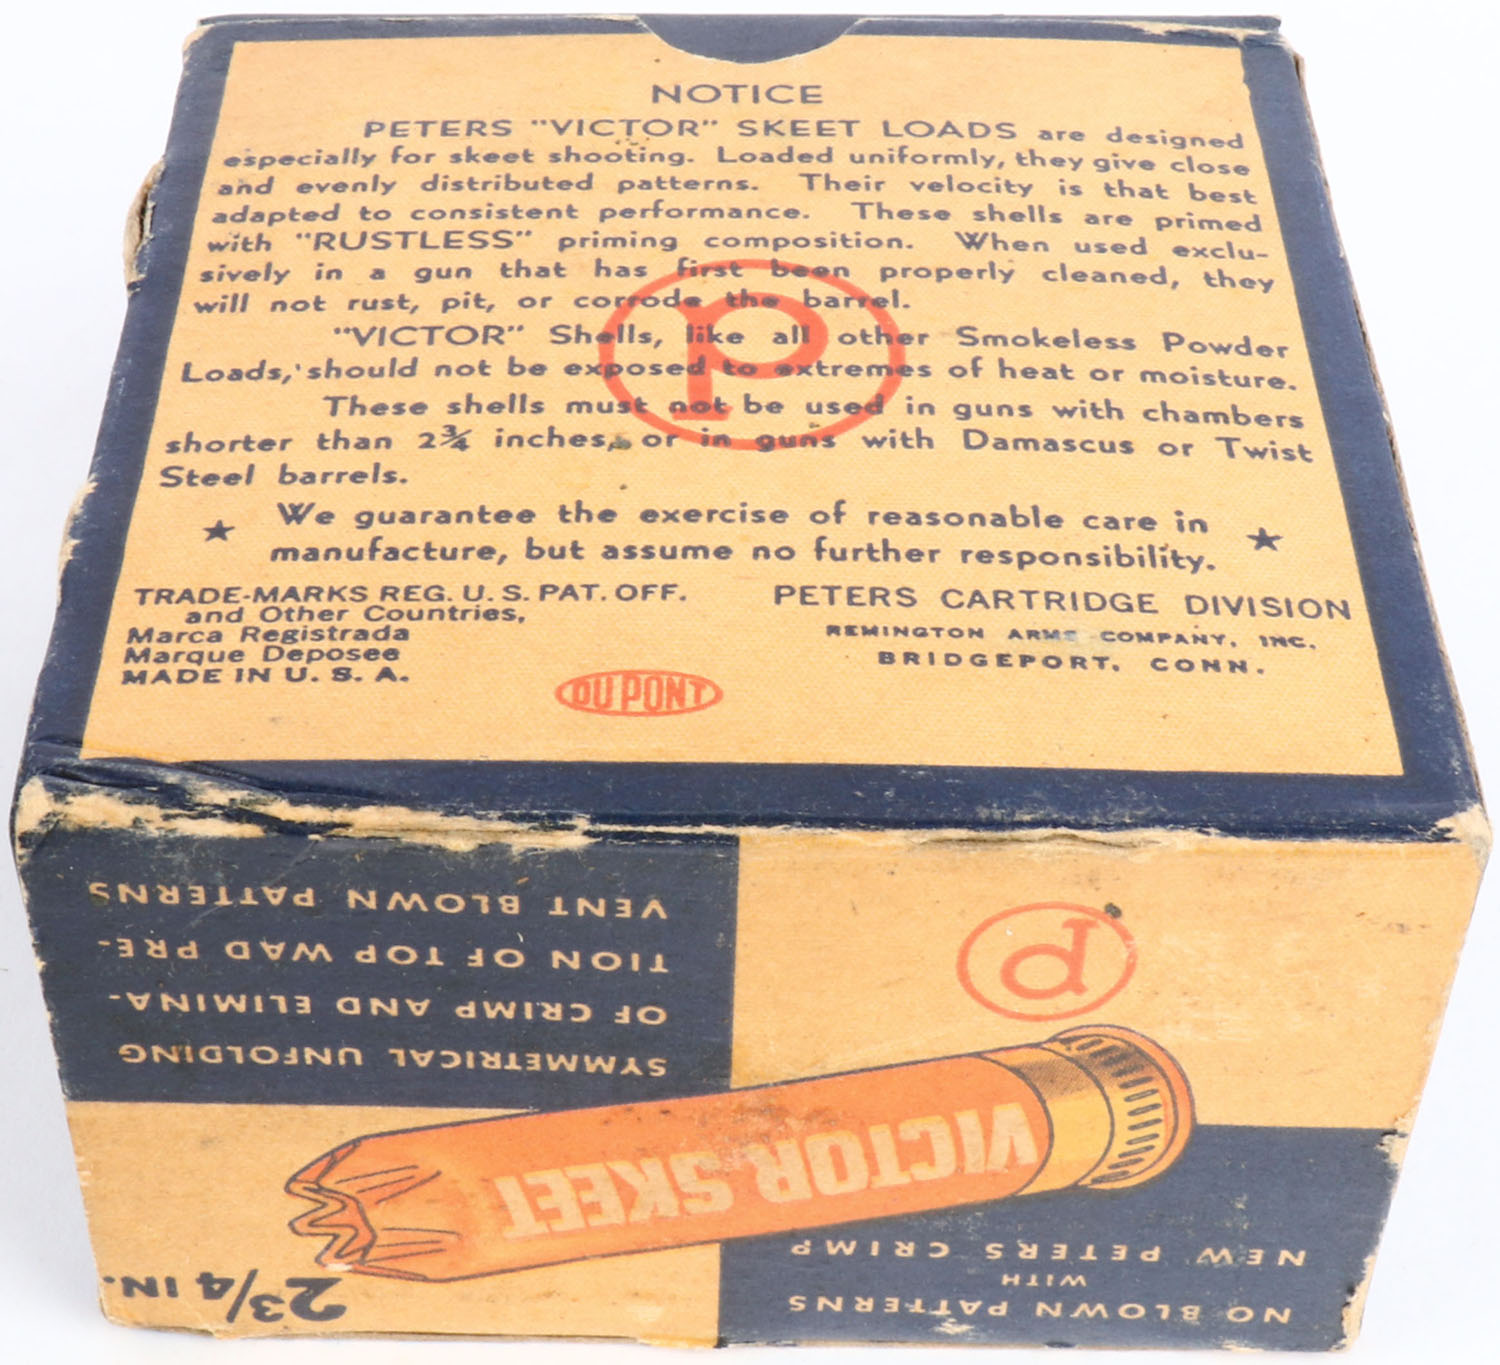 NOTICE
PETERS "VICTOR" SKEET LOADS are designed
especially for skeet shooting. Loaded uniformly, they give close
and evenly distributed patterns. Their velocity is that best
adapted to consistent performance. These shells are primed
with "RUSTLESS" priming composition. When used exclu-
sively in a gun that has first been properly cleaned, they
will not rust, pit, or corrode the barrel.
"VICTOR" Shells, like all other Smokeless Powder
Loads, should not be exposed to extremes of heat or moisture.
These shells must not be used in guns with chambers
shorter than 2¾ inches, or in guns with Damascus or Twist
Steel barrels.
P
★ We guarantee the exercise of reasonable care in ★
manufacture, but assume no further responsibility.
TRADE-MARKS REG. U. S. PAT. OFF.
and Other Countries,
Marca Registrada
Marque Deposee
MADE IN U. S. A.
PETERS CARTRIDGE DIVISION
REMINGTON ARMS COMPANY, INC.
BRIDGEPORT, CONN.
DU PONT
NO BLOWN PATTERNS
WITH
NEW PETERS CRIMP
2¾ IN.
VICTOR SKEET
P
SYMMETRICAL UNFOLDING
OF CRIMP AND ELIMINA-
TION OF TOP WAD PRE-
VENT BLOWN PATTERNS